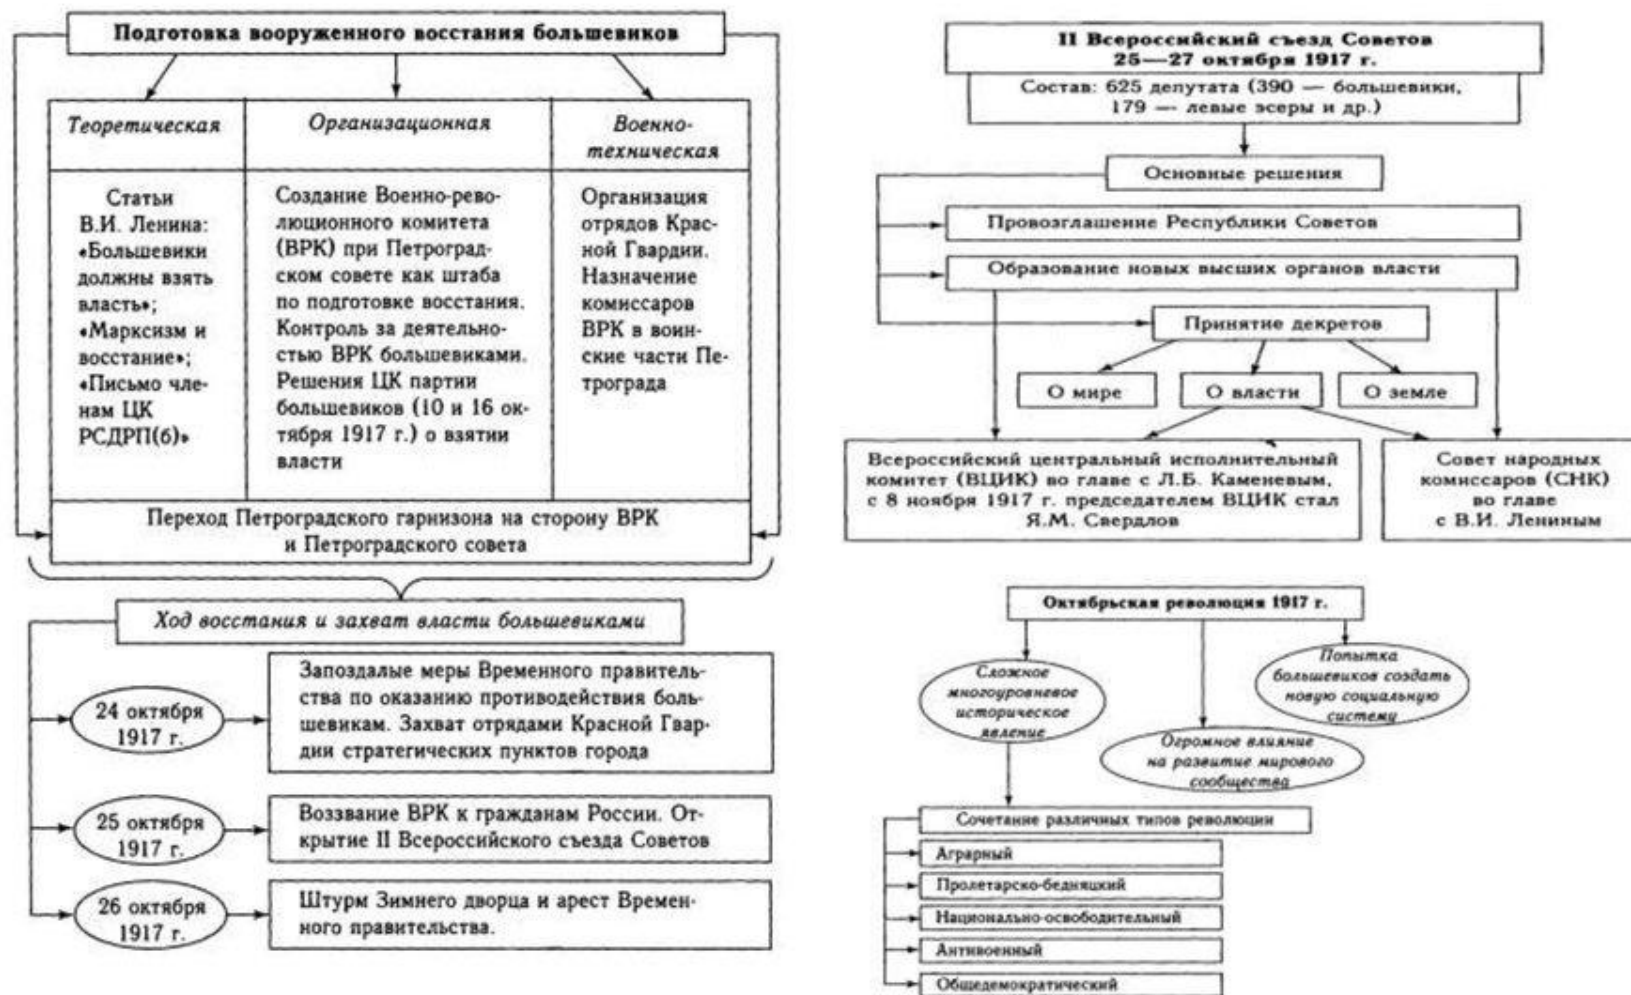 Подготовка вооруженного восстания большевиков
Теоретическая
Организационная
Военно-
техническая
Статьи
В.И. Ленина:
«Большевики
должны взять
власть»;
«Марксизм и
восстание»;
«Письмо чле-
нам ЦК
РСДРП(б)»
Создание Военно-рево-
люционного комитета
(ВРК) при Петроград-
ском совете как штаба
по подготовке восстания.
Контроль за деятельно-
стью ВРК большевиками.
Решения ЦК партии
большевиков (10 и 16 ок-
тября 1917 г.) о взятии
власти
Организация
отрядов Крас-
ной Гвардии.
Назначение
комиссаров
ВРК в воин-
ские части Пе-
трограда
Переход Петроградского гарнизона на сторону ВРК
и Петроградского совета
Ход восстания и захват власти большевиками
24 октября
1917 г.
Запоздалые меры Временного правитель-
ства по оказанию противодействия боль-
шевикам. Захват отрядами Красной Гвар-
дии стратегических пунктов города
25 октября
1917 г.
Воззвание ВРК к гражданам России. От-
крытие II Всероссийского съезда Советов
26 октября
1917 г.
Штурм Зимнего дворца и арест Времен-
ного правительства.
II Всероссийский съезд Советов
25—27 октября 1917 г.
Состав: 625 депутата (390 — большевики,
179 — левые эсеры и др.)
Основные решения
Провозглашение Республики Советов
Образование новых высших органов власти
Принятие декретов
О мире
О власти
О земле
Всероссийский центральный исполнительный
комитет (ВЦИК) во главе с Л.Б. Каменевым,
с 8 ноября 1917 г. председателем ВЦИК стал
Я.М. Свердлов
Совет народных
комиссаров (СНК)
во главе
с В.И. Лениным
Октябрьская революция 1917 г.
Сложное
многоуровневое
историческое
явление
Огромное влияние
на развитие мирового
сообщества
Попытка
большевиков создать
новую социальную
систему
Сочетание различных типов революции
Аграрный
Пролетарско-бедняцкий
Национально-освободительный
Антивоенный
Общедемократический